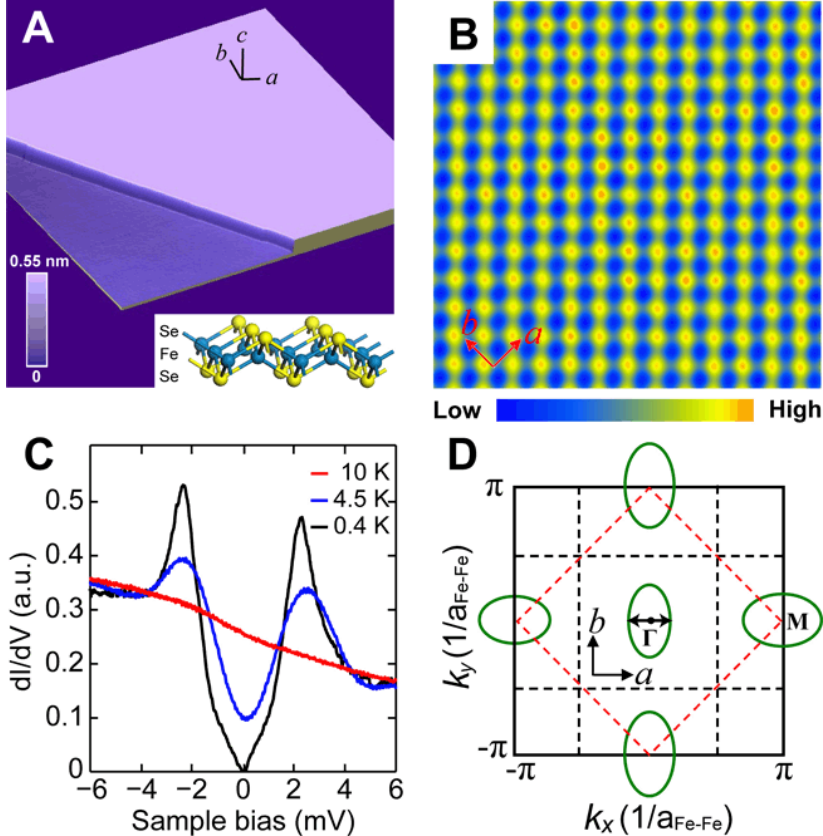 A
c
b
a
0.55 nm
0
Se
Fe
Se
B
b
a
Low
High
C
10 K
4.5 K
0.4 K
0.5
0.4
0.3
0.2
0.1
0
dI/dV (a.u.)
−6 −4 −2 0 2 4 6
Sample bias (mV)
D
π
-π
k_y (1/a_Fe-Fe)
M
Γ
b
a
-π π
k_x (1/a_Fe-Fe)